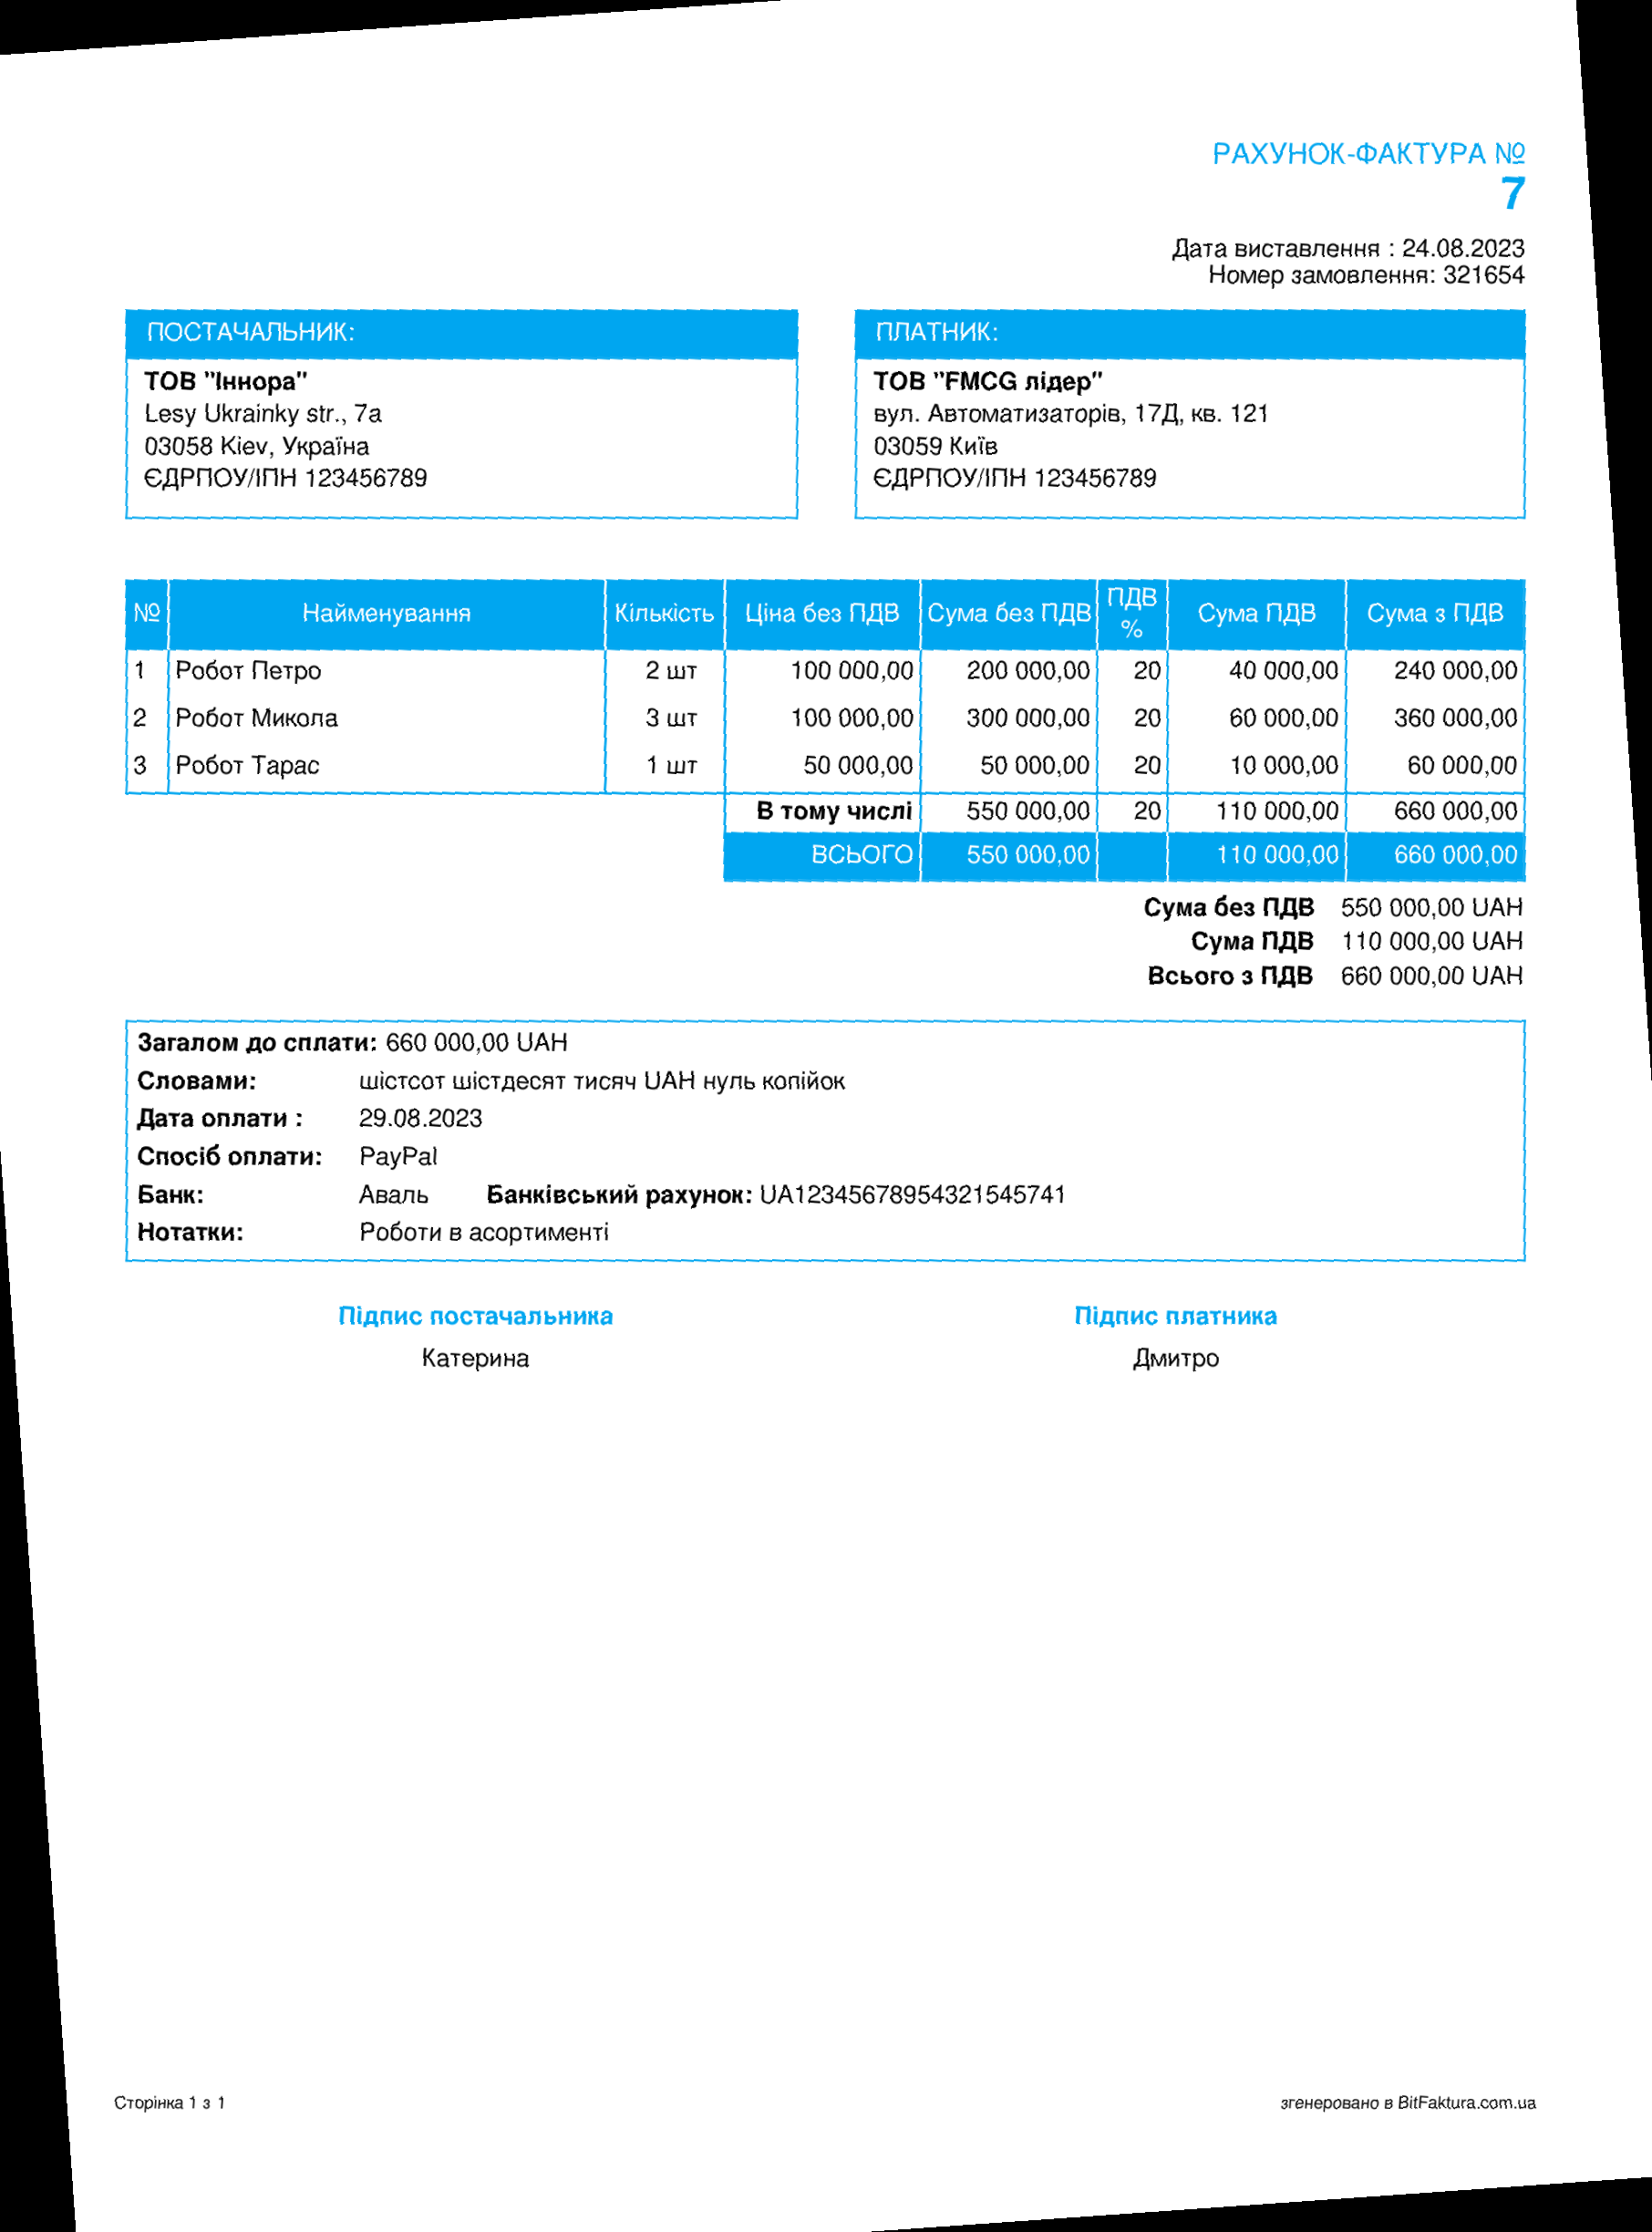 РАХУНОК-ФАКТУРА №
7
Дата виставлення : 24.08.2023
Номер замовлення: 321654
ПОСТАЧАЛЬНИК:
ТОВ "Іннора"
Lesy Ukrainky str., 7a
03058 Kiev, Україна
ЄДРПОУ/ІПН 123456789
ПЛАТНИК:
ТОВ "FMCG лідер"
вул. Автоматизаторів, 17Д, кв. 121
03059 Київ
ЄДРПОУ/ІПН 123456789
№ Найменування Кількість Ціна без ПДВ Сума без ПДВ ПДВ % Сума ПДВ Сума з ПДВ
1 Робот Петро 2 шт 100 000,00 200 000,00 20 40 000,00 240 000,00
2 Робот Микола 3 шт 100 000,00 300 000,00 20 60 000,00 360 000,00
3 Робот Тарас 1 шт 50 000,00 50 000,00 20 10 000,00 60 000,00
В тому числі 550 000,00 20 110 000,00 660 000,00
ВСЬОГО 550 000,00 110 000,00 660 000,00
Сума без ПДВ 550 000,00 UAH
Сума ПДВ 110 000,00 UAH
Всього з ПДВ 660 000,00 UAH
Загалом до сплати: 660 000,00 UAH
Словами: шістсот шістдесят тисяч UAH нуль копійок
Дата оплати : 29.08.2023
Спосіб оплати: PayPal
Банк: Аваль Банківський рахунок: UA12345678954321545741
Нотатки: Роботи в асортименті
Підпис постачальника
Катерина
Підпис платника
Дмитро
Сторінка 1 з 1
згенеровано в BitFaktura.com.ua